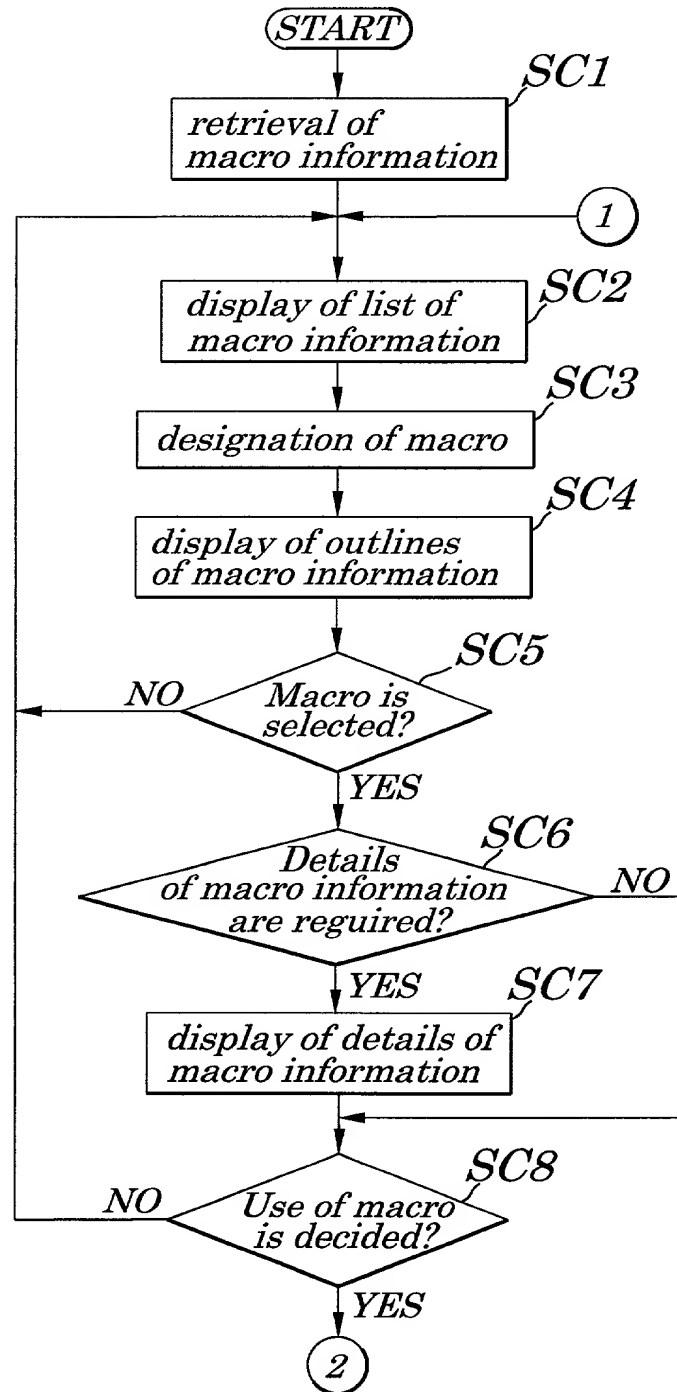 START
SC1
retrieval of
macro information
1
SC2
display of list of
macro information
SC3
designation of macro
SC4
display of outlines
of macro information
SC5
NO
Macro is
selected?
YES
SC6
Details
of macro information
are reguired?
NO
YES
SC7
display of details of
macro information
SC8
NO
Use of macro
is decided?
YES
2